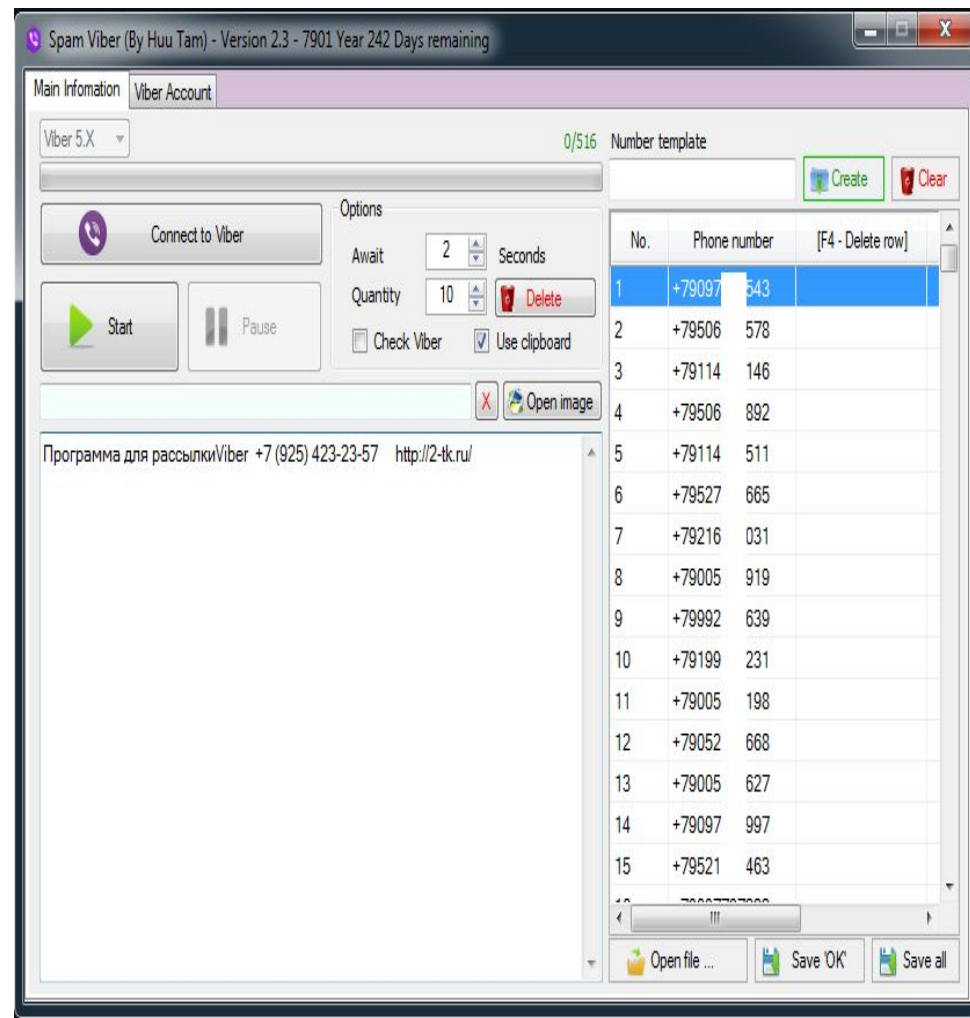 Spam Viber (By Huu Tam) - Version 2.3 - 7901 Year 242 Days remaining
X
Main Infomation Viber Account
Viber 5.X
0/516
Number template
Create
Clear
Connect to Viber
Options
Await 2 Seconds
Quantity 10 Delete
Check Viber Use clipboard
Start
Pause
X Open image
Программа для рассылкиViber +7 (925) 423-23-57 http://2-tk.ru/
No. Phone number [F4 - Delete row]
1 +79097 543
2 +79506 578
3 +79114 146
4 +79506 892
5 +79114 511
6 +79527 665
7 +79216 031
8 +79005 919
9 +79992 639
10 +79199 231
11 +79005 198
12 +79052 668
13 +79005 627
14 +79097 997
15 +79521 463
Open file ... Save 'OK' Save all